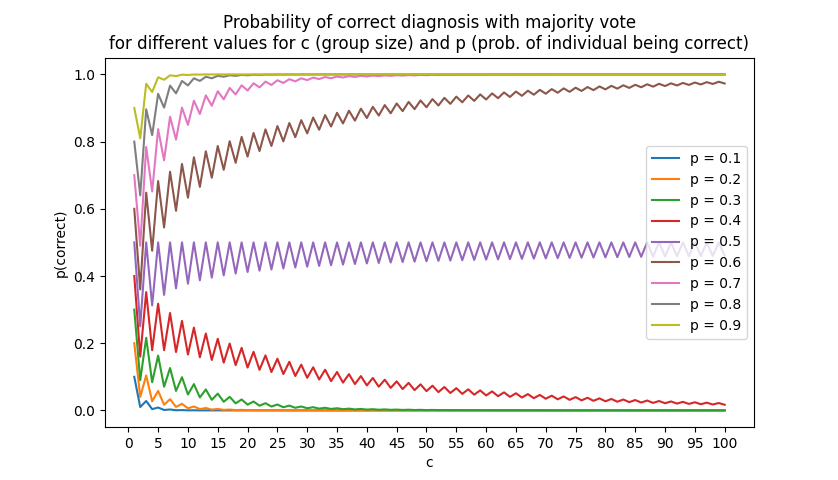 Probability of correct diagnosis with majority vote
for different values for c (group size) and p (prob. of individual being correct)
p(correct)
1.0
0.8
0.6
0.4
0.2
0.0
p = 0.1
p = 0.2
p = 0.3
p = 0.4
p = 0.5
p = 0.6
p = 0.7
p = 0.8
p = 0.9
0 5 10 15 20 25 30 35 40 45 50 55 60 65 70 75 80 85 90 95 100
c